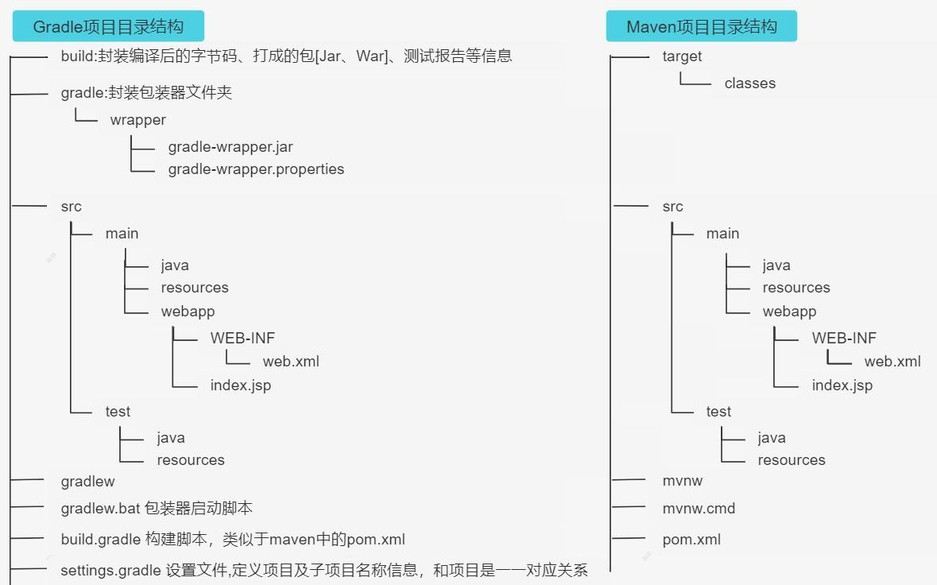 Gradle项目目录结构
build:封装编译后的字节码、打成的包[Jar、War]、测试报告等信息
gradle:封装包装器文件夹
wrapper
gradle-wrapper.jar
gradle-wrapper.properties
src
main
java
resources
webapp
WEB-INF
web.xml
index.jsp
test
java
resources
gradlew
gradlew.bat 包装器启动脚本
build.gradle 构建脚本，类似于maven中的pom.xml
settings.gradle 设置文件,定义项目及子项目名称信息，和项目是一一对应关系
Maven项目目录结构
target
classes
src
main
java
resources
webapp
WEB-INF
web.xml
index.jsp
test
java
resources
mvnw
mvnw.cmd
pom.xml